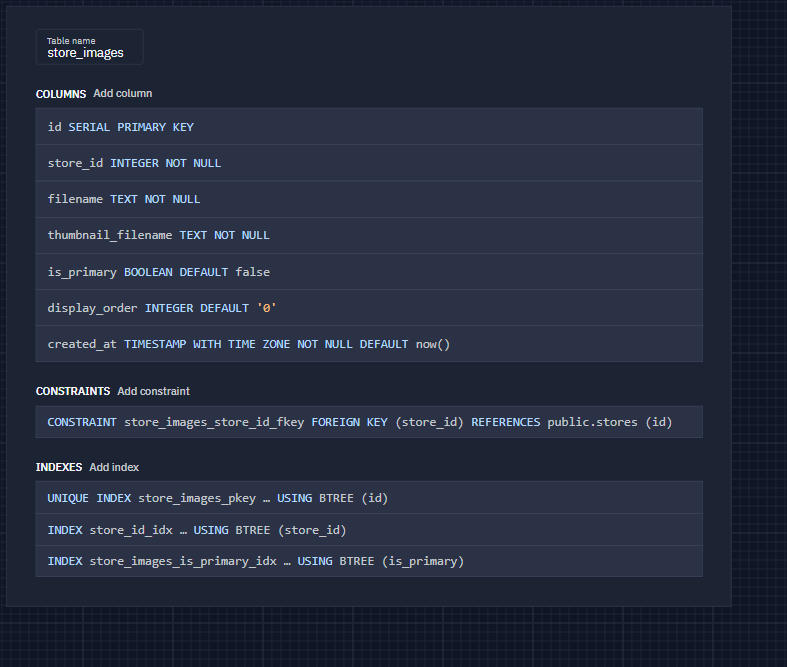 Table name
store_images
COLUMNS Add column
id SERIAL PRIMARY KEY
store_id INTEGER NOT NULL
filename TEXT NOT NULL
thumbnail_filename TEXT NOT NULL
is_primary BOOLEAN DEFAULT false
display_order INTEGER DEFAULT '0'
created_at TIMESTAMP WITH TIME ZONE NOT NULL DEFAULT now()
CONSTRAINTS Add constraint
CONSTRAINT store_images_store_id_fkey FOREIGN KEY (store_id) REFERENCES public.stores (id)
INDEXES Add index
UNIQUE INDEX store_images_pkey … USING BTREE (id)
INDEX store_id_idx … USING BTREE (store_id)
INDEX store_images_is_primary_idx … USING BTREE (is_primary)